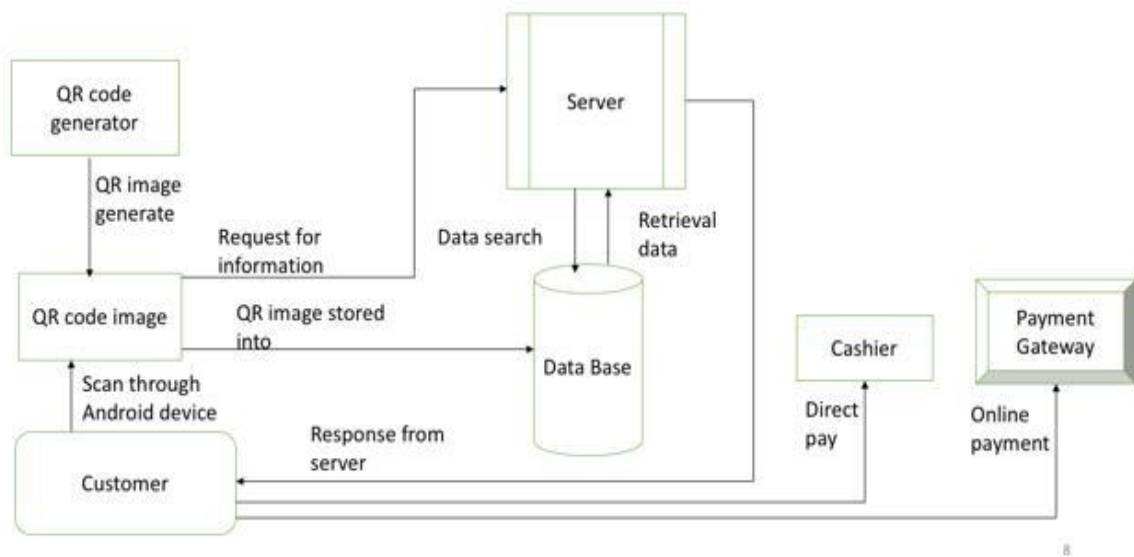 QR code
generator
Server
QR image
generate
Request for
information
Data search
Retrieval
data
QR code image
QR image stored
into
Data Base
Cashier
Payment
Gateway
Scan through
Android device
Direct
pay
Online
payment
Response from
server
Customer
8